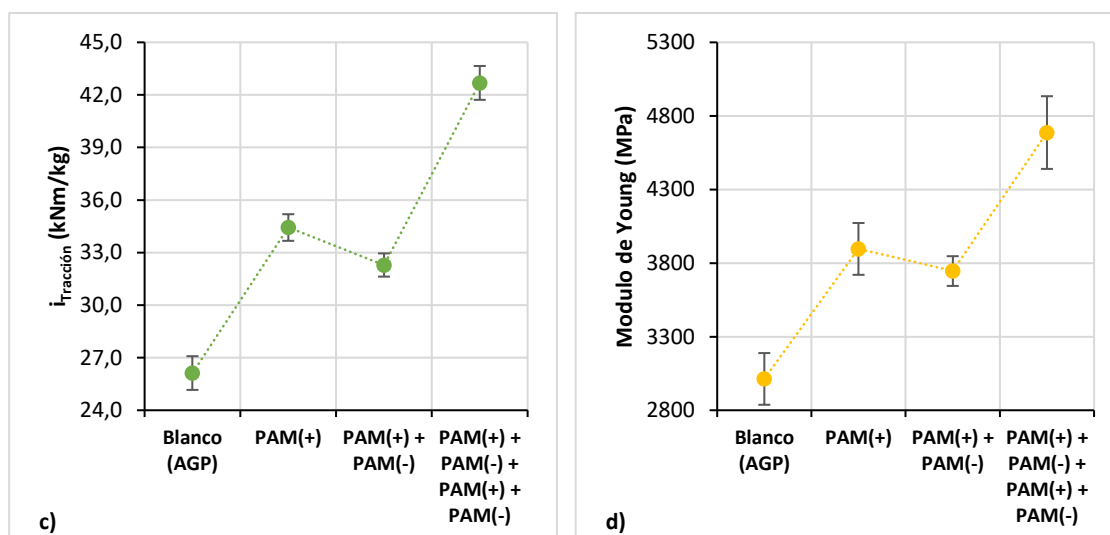 45,0
42,0
39,0
36,0
33,0
30,0
27,0
24,0
i Tracción (kNm/kg)
Blanco
(AGP)
PAM(+)
PAM(+) +
PAM(-)
PAM(+) +
PAM(-) +
PAM(+) +
PAM(-)
c)
5300
4800
4300
3800
3300
2800
Modulo de Young (MPa)
Blanco
(AGP)
PAM(+)
PAM(+) +
PAM(-)
PAM(+) +
PAM(-) +
PAM(+) +
PAM(-)
d)